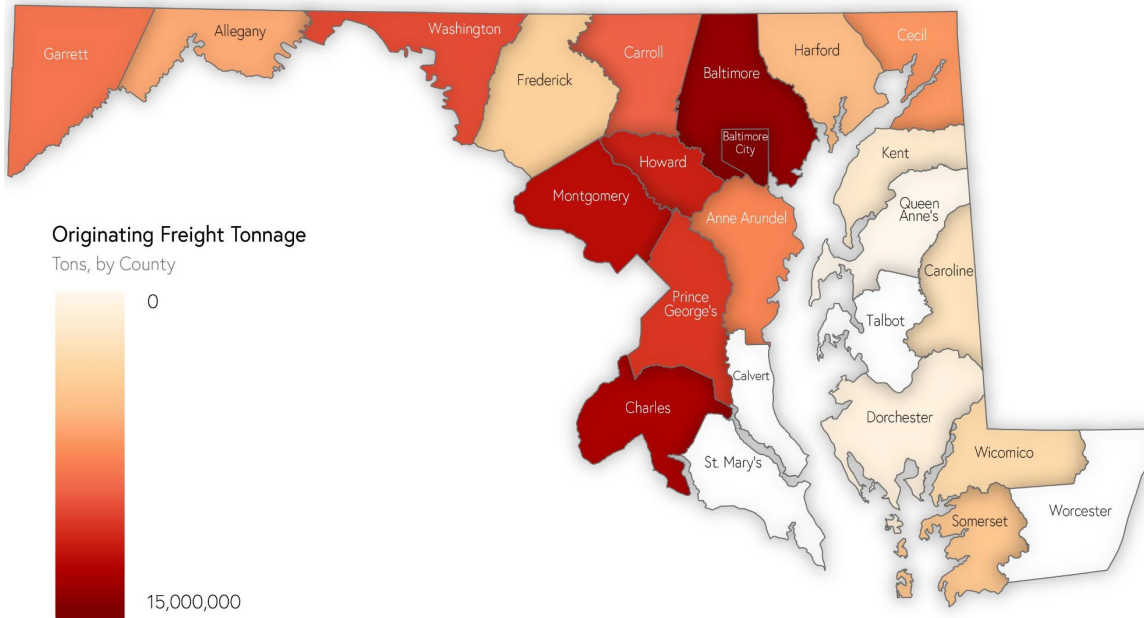 Garrett
Allegany
Washington
Frederick
Carroll
Baltimore
Baltimore
City
Harford
Cecil
Howard
Montgomery
Anne Arundel
Kent
Queen
Anne's
Caroline
Talbot
Prince
George's
Calvert
Charles
St. Mary's
Dorchester
Wicomico
Somerset
Worcester
Originating Freight Tonnage
Tons, by County
0
15,000,000